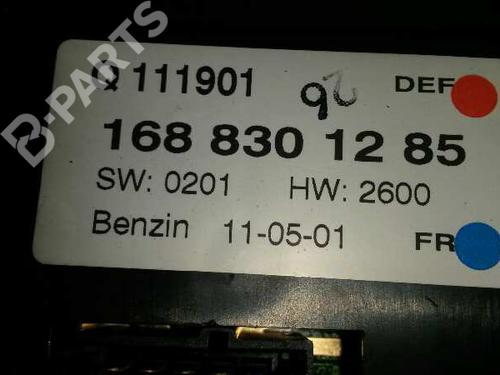 B-PARTS
Q 111901 DEF
168 830 12 85
SW: 0201 HW: 2600
Benzin 11-05-01 FR